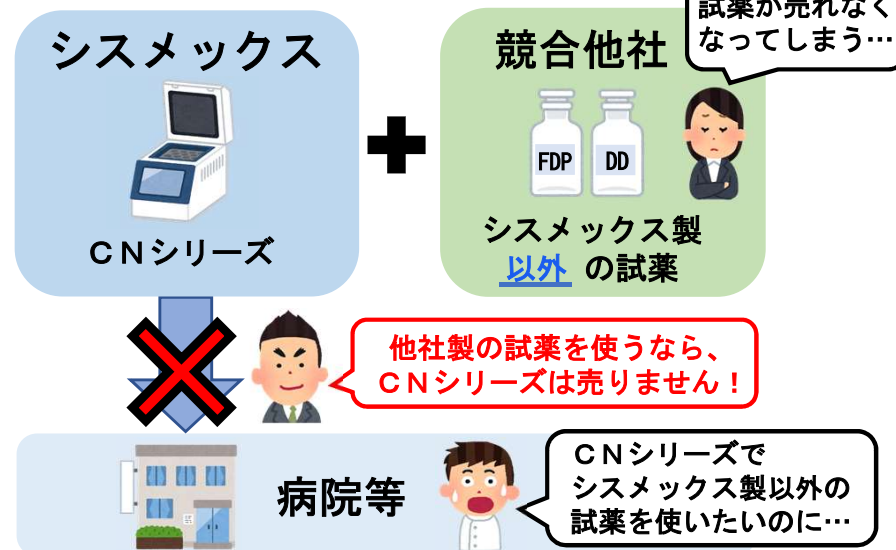 試薬が売れなく
なってしまう…
シスメックス
競合他社
FDP
DD
ＣＮシリーズ
シスメックス製
以外 の試薬
他社製の試薬を使うなら、
ＣＮシリーズは売りません！
病院等
ＣＮシリーズで
シスメックス製以外の
試薬を使いたいのに…